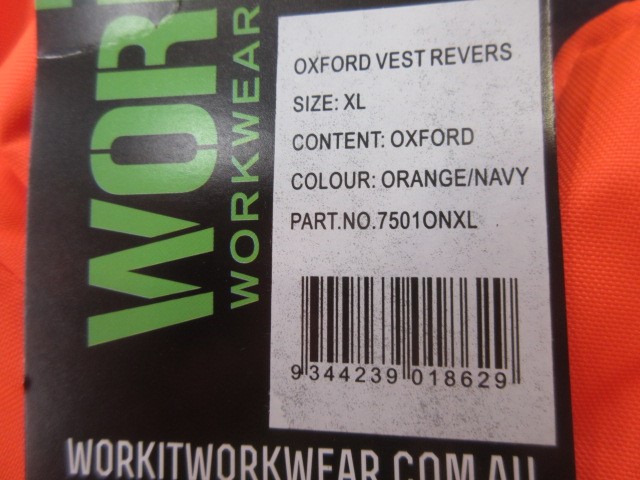 WOR
WORKWEAR
OXFORD VEST REVERS
SIZE: XL
CONTENT: OXFORD
COLOUR: ORANGE/NAVY
PART.NO.7501ONXL
9 344239 018629
WORKITWORKWEAR.COM.AU